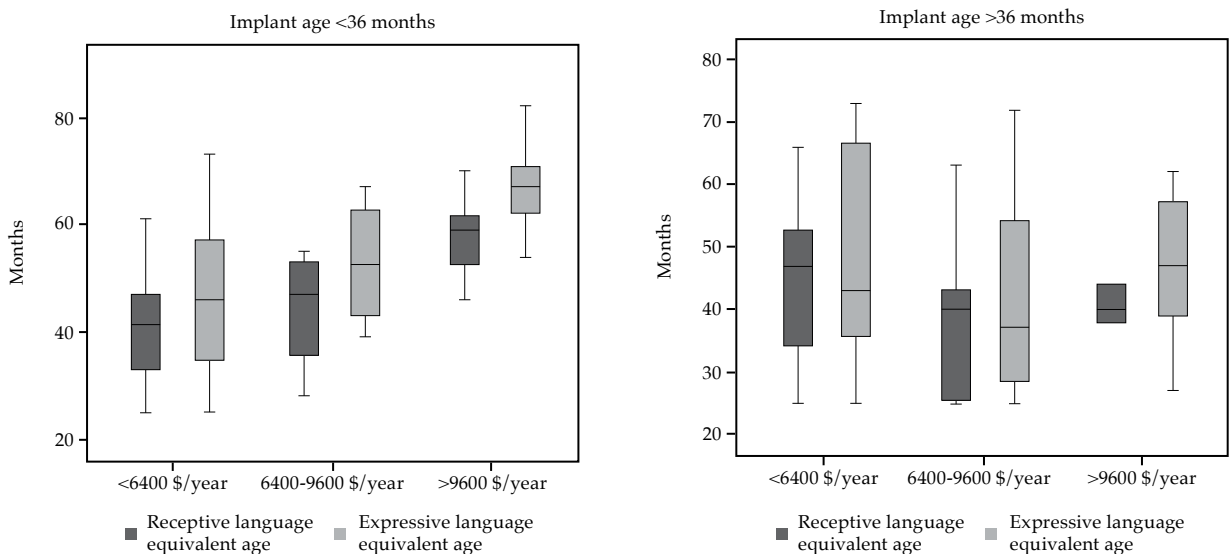 Implant age <36 months
Months
80
60
40
20
<6400 $/year 6400-9600 $/year >9600 $/year
Receptive language
equivalent age
Expressive language
equivalent age
Implant age >36 months
Months
80
70
60
50
40
30
20
<6400 $/year 6400-9600 $/year >9600 $/year
Receptive language
equivalent age
Expressive language
equivalent age